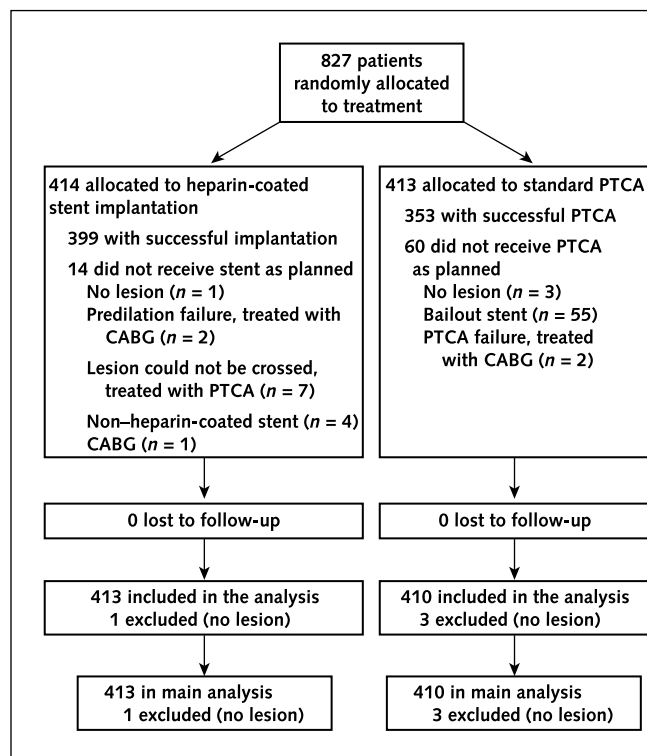 827 patients
randomly allocated
to treatment
414 allocated to heparin-coated
stent implantation
399 with successful implantation
14 did not receive stent as planned
No lesion (n = 1)
Predilation failure, treated with
CABG (n = 2)
Lesion could not be crossed,
treated with PTCA (n = 7)
Non–heparin-coated stent (n = 4)
CABG (n = 1)
413 allocated to standard PTCA
353 with successful PTCA
60 did not receive PTCA
as planned
No lesion (n = 3)
Bailout stent (n = 55)
PTCA failure, treated
with CABG (n = 2)
0 lost to follow-up
0 lost to follow-up
413 included in the analysis
1 excluded (no lesion)
410 included in the analysis
3 excluded (no lesion)
413 in main analysis
1 excluded (no lesion)
410 in main analysis
3 excluded (no lesion)